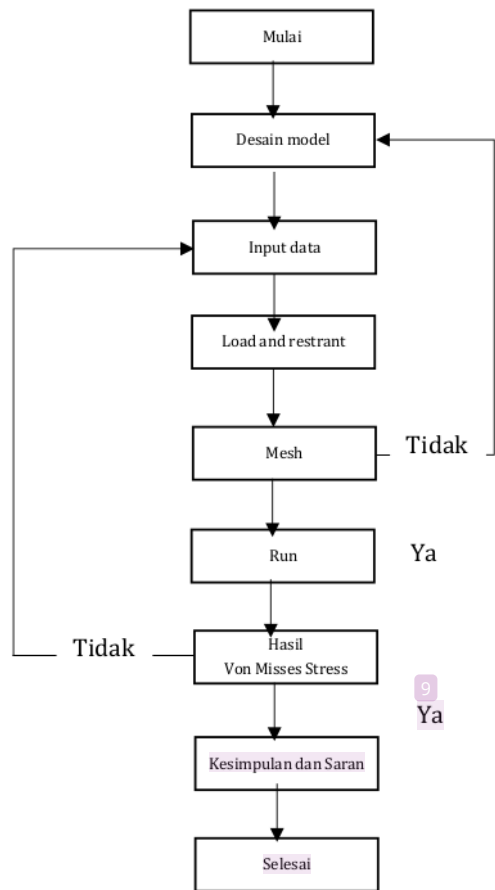 Mulai
Desain model
Input data
Load and restrant
Mesh
Tidak
Run
Ya
Tidak
Hasil
Von Misses Stress
9
Ya
Kesimpulan dan Saran
Selesai